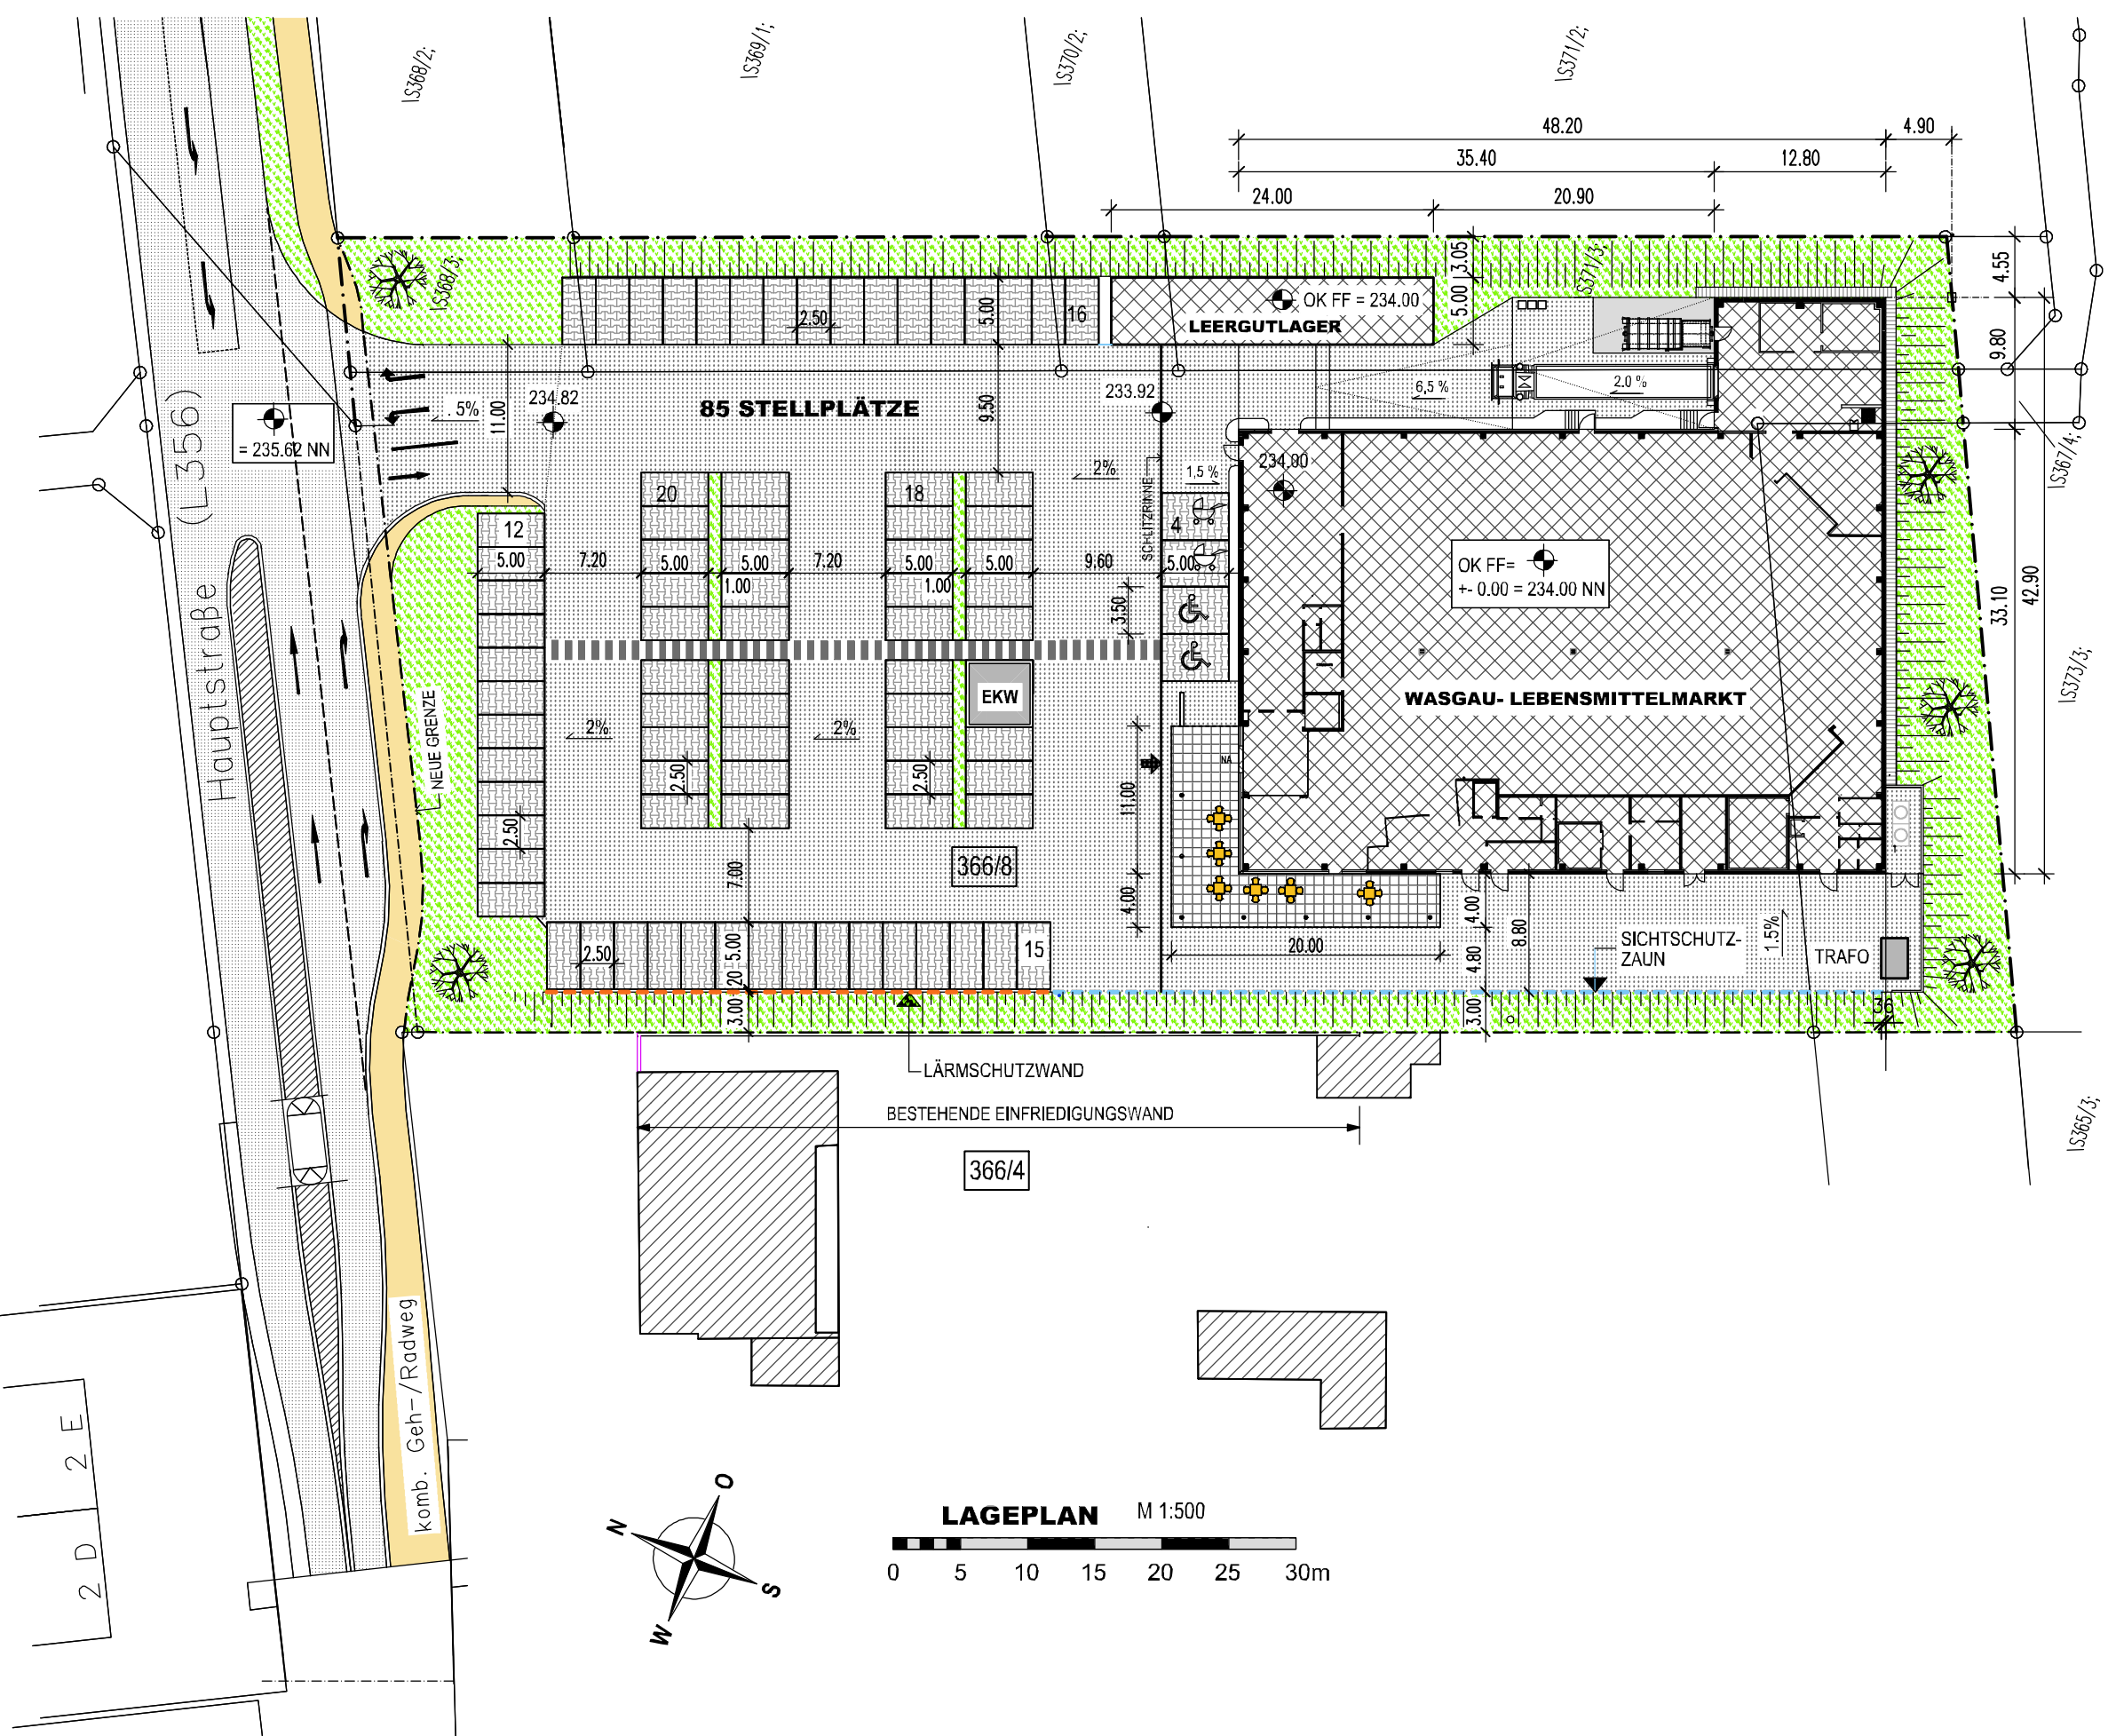 \S368/2;
\S369/1;
\S370/2;
\S371/2;
48.20
4.90
35.40
12.80
24.00
20.90
\S368/3;
\S371/3;
3.05
5.00
4.55
9.80
42.90
33.10
\S367/4;
\S373/3;
\S365/3;
OK FF = 234.00
LEERGUTLAGER
16
2.50
5.00
9.50
11.00
234.82
. 5%
85 STELLPLÄTZE
233.92
6,5 %
2.0 %
= 235.62 NN
(L356)
Hauptstraße
NEUE GRENZE
12
20
18
4
2%
1,5 %
SCHLITZRINNE
234.00
5.00
7.20
5.00
5.00
7.20
5.00
5.00
9.60
5.00
1.00
1.00
3.50
OK FF=
+- 0.00 = 234.00 NN
EKW
WASGAU- LEBENSMITTELMARKT
2%
2%
2.50
2.50
2.50
NA
11.00
4.00
366/8
7.00
5.00
20
3.00
2.50
15
20.00
4.00
4.80
8.80
3.00
SICHTSCHUTZ-
ZAUN
1.5%
TRAFO
36
LÄRMSCHUTZWAND
BESTEHENDE EINFRIEDIGUNGSWAND
366/4
komb. Geh-/Radweg
2 E
2 D
N
O
S
W
LAGEPLAN M 1:500
0 5 10 15 20 25 30m